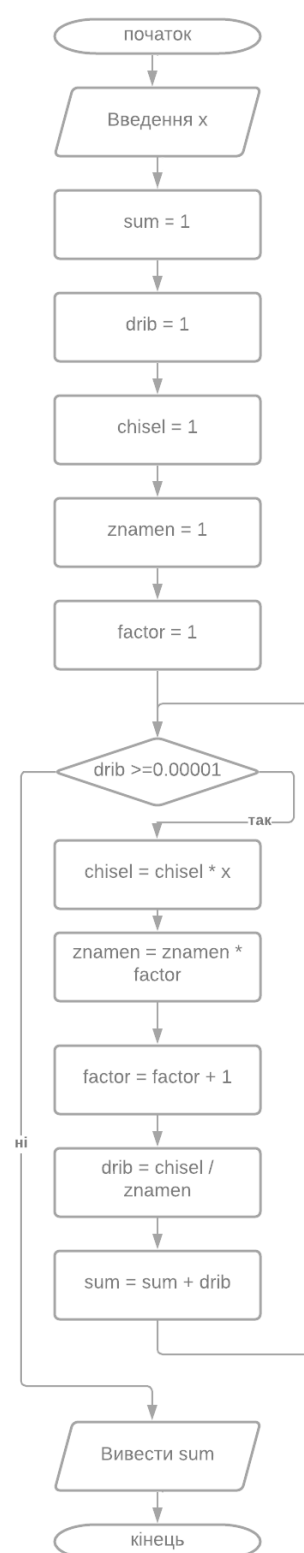 початок
Введення x
sum = 1
drib = 1
chisel = 1
znamen = 1
factor = 1
drib >=0.00001
так
chisel = chisel * x
znamen = znamen *
factor
factor = factor + 1
ні
drib = chisel /
znamen
sum = sum + drib
Вивести sum
кінець